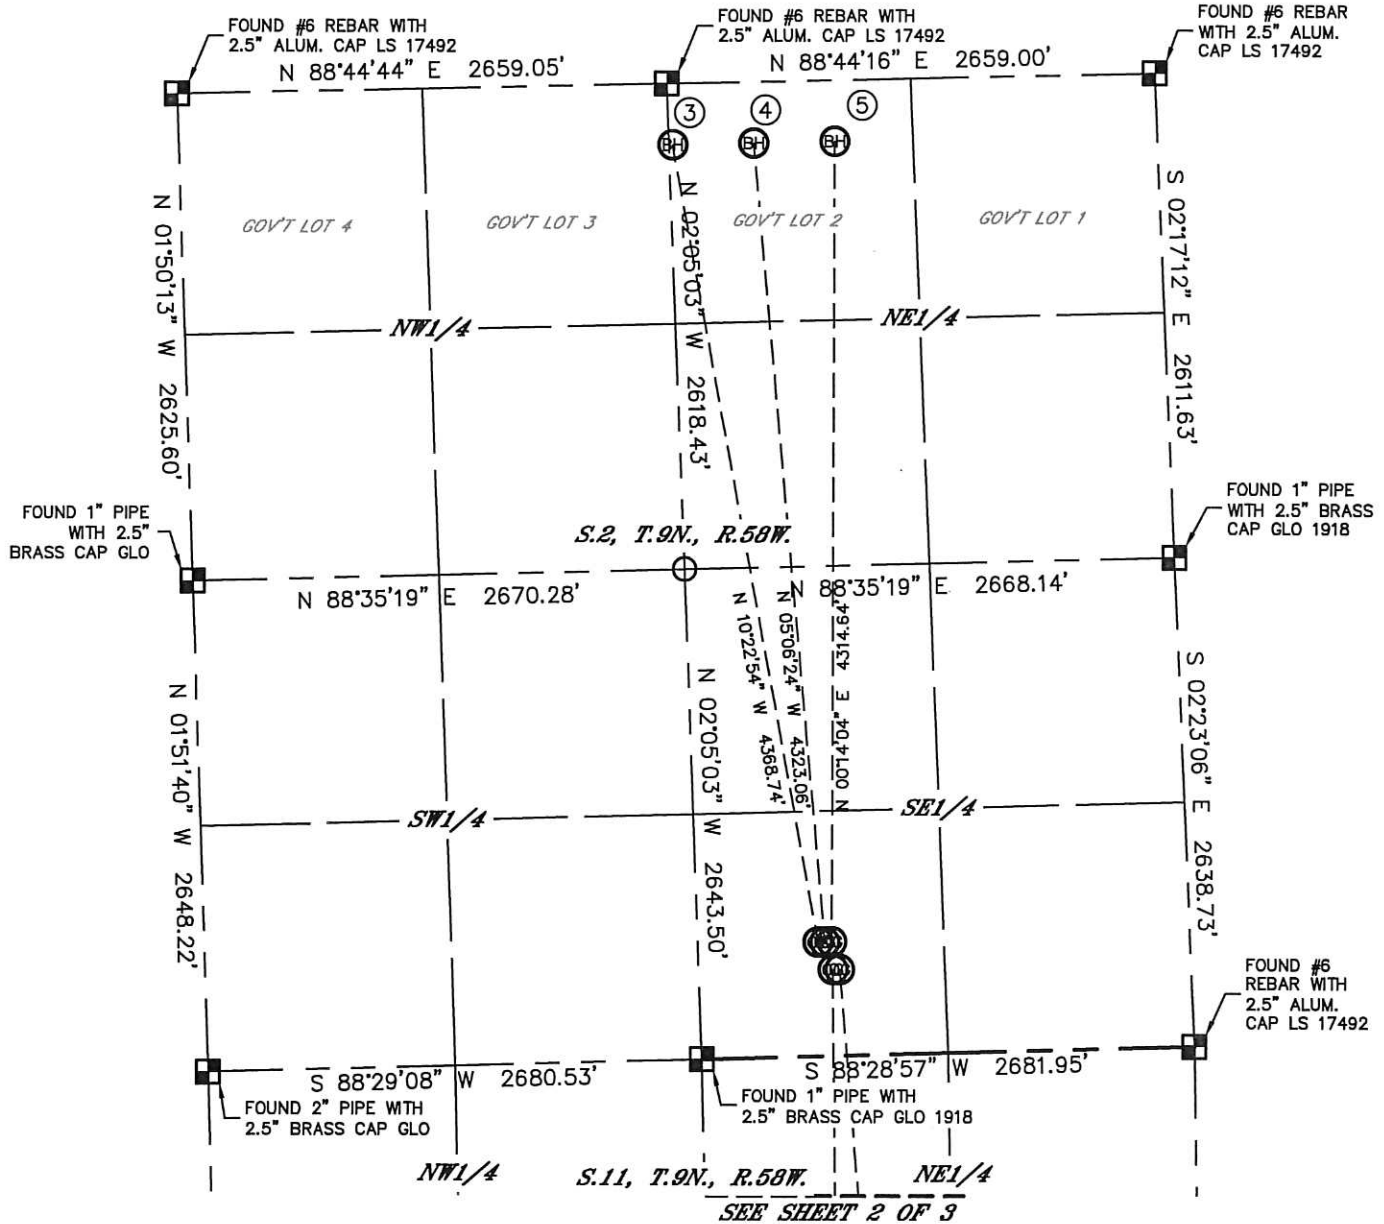 FOUND #6 REBAR WITH
2.5" ALUM. CAP LS 17492
FOUND #6 REBAR WITH
2.5" ALUM. CAP LS 17492
FOUND #6 REBAR
WITH 2.5" ALUM.
CAP LS 17492
N 88°44'44" E 2659.05'
N 88°44'16" E 2659.00'
3
4
5
BH
BH
BH
GOV'T LOT 4
GOV'T LOT 3
GOV'T LOT 2
GOV'T LOT 1
N 01°50'13" W 2625.60'
N 02°05'03" W 2618.43'
S 02°17'12" E 2611.63'
NW1/4
NE1/4
FOUND 1" PIPE
WITH 2.5"
BRASS CAP GLO
S.2, T.9N., R.58W.
FOUND 1" PIPE
WITH 2.5" BRASS
CAP GLO 1918
N 88°35'19" E 2670.28'
N 88°35'19" E 2668.14'
N 10°22'54" W 4368.74'
N 05°06'24" W 4323.06'
N 00°14'04" E 4314.64'
N 01°51'40" W 2648.22'
N 02°05'03" W 2643.50'
S 02°23'06" E 2638.73'
SW1/4
SE1/4
FOUND #6
REBAR WITH
2.5" ALUM.
CAP LS 17492
S 88°29'08" W 2680.53'
S 88°28'57" W 2681.95'
FOUND 2" PIPE WITH
2.5" BRASS CAP GLO
FOUND 1" PIPE WITH
2.5" BRASS CAP GLO 1918
NW1/4
S.11, T.9N., R.58W.
NE1/4
SEE SHEET 2 OF 3